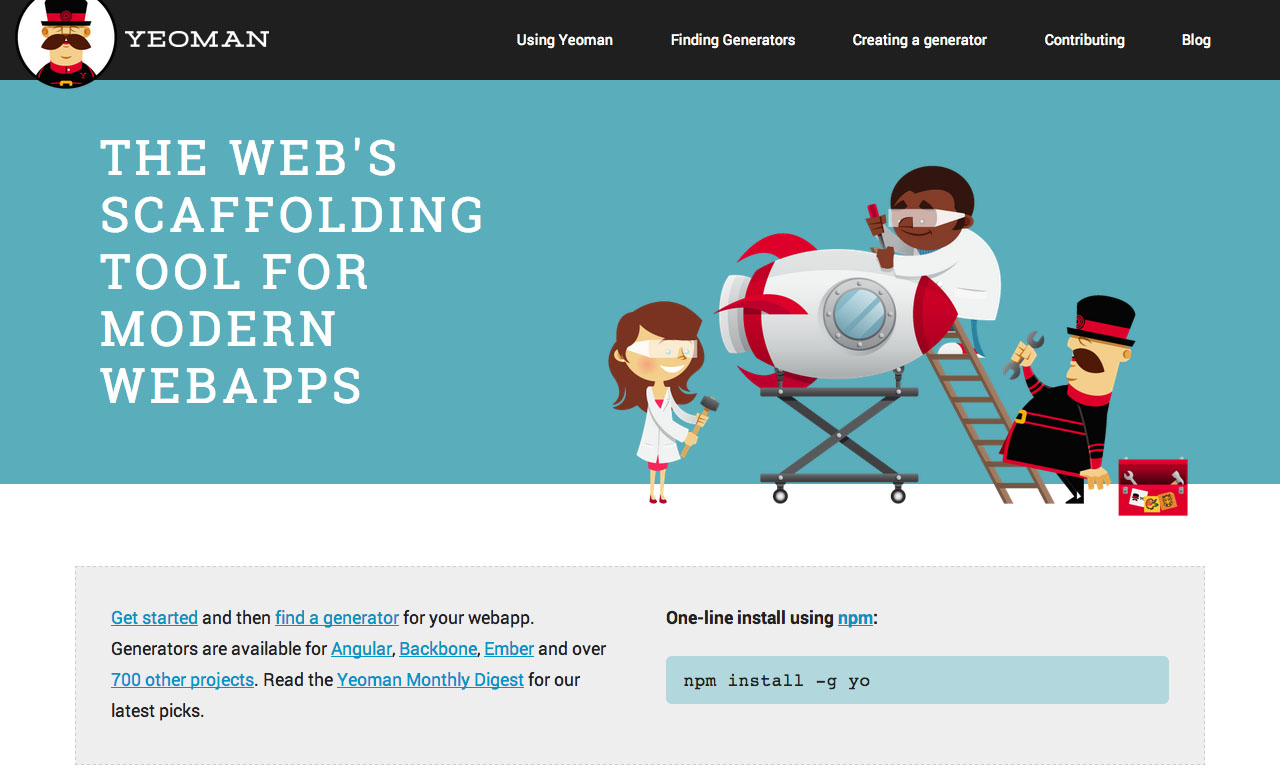 YEOMAN
Using Yeoman
Finding Generators
Creating a generator
Contributing
Blog
THE WEB'S
SCAFFOLDING
TOOL FOR
MODERN
WEBAPPS
Get started and then find a generator for your webapp.
Generators are available for Angular, Backbone, Ember and over
700 other projects. Read the Yeoman Monthly Digest for our
latest picks.
One-line install using npm:
npm install -g yo